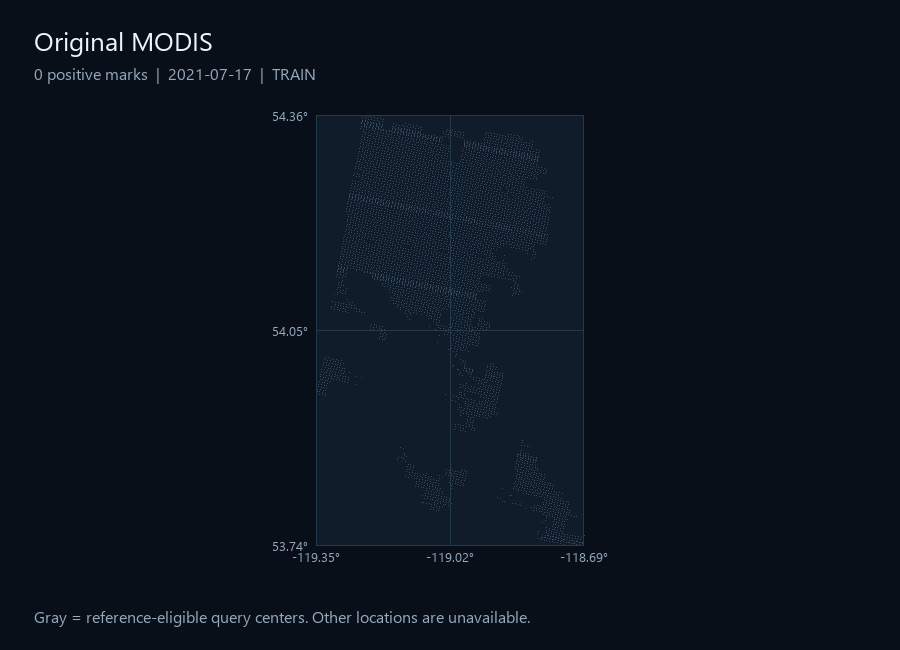 Original MODIS
0 positive marks | 2021-07-17 | TRAIN
54.36°
54.05°
53.74°
-119.35° -119.02° -118.69°
Gray = reference-eligible query centers. Other locations are unavailable.